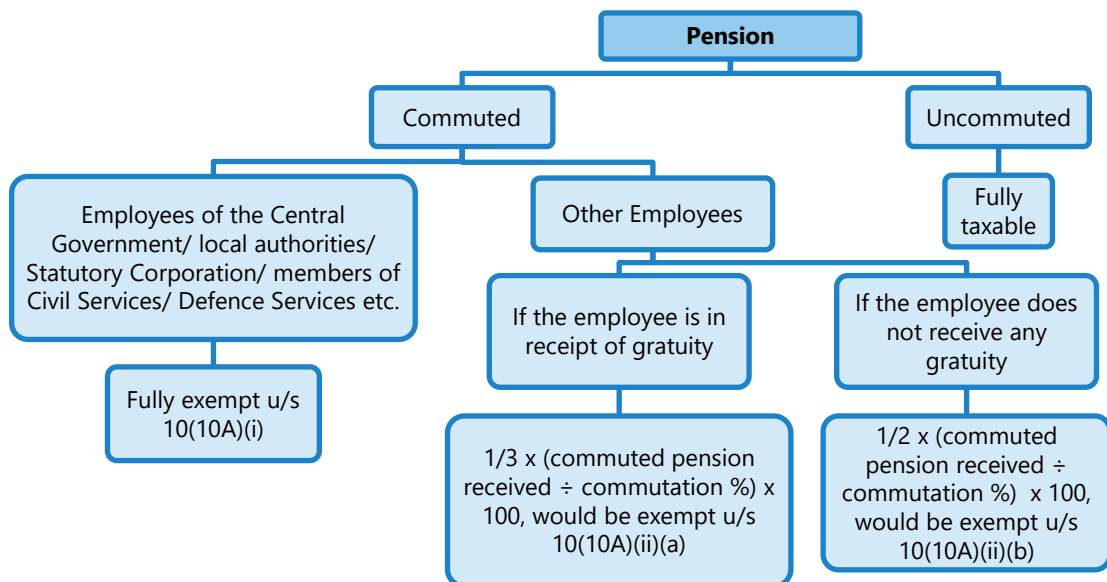 Pension
Commuted
Uncommuted
Employees of the Central
Government/ local authorities/
Statutory Corporation/ members of
Civil Services/ Defence Services etc.
Other Employees
Fully
taxable
Fully exempt u/s
10(10A)(i)
If the employee is in
receipt of gratuity
If the employee does
not receive any
gratuity
1/3 x (commuted pension
received ÷ commutation %) x
100, would be exempt u/s
10(10A)(ii)(a)
1/2 x (commuted
pension received ÷
commutation %) x 100,
would be exempt u/s
10(10A)(ii)(b)